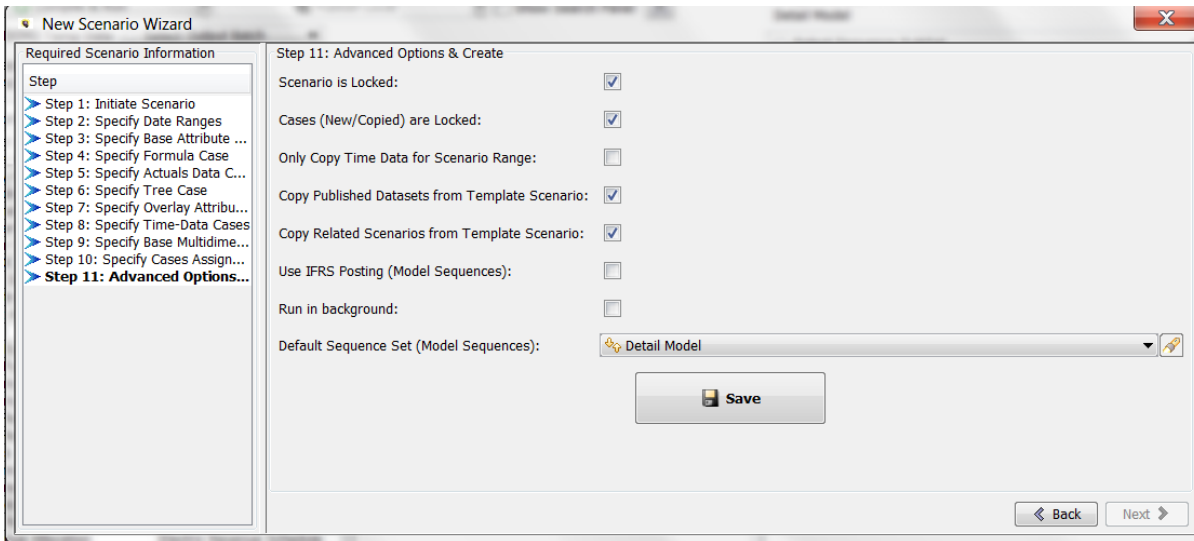 New Scenario Wizard
Required Scenario Information
Step
Step 1: Initiate Scenario
Step 2: Specify Date Ranges
Step 3: Specify Base Attribute ...
Step 4: Specify Formula Case
Step 5: Specify Actuals Data C...
Step 6: Specify Tree Case
Step 7: Specify Overlay Attribu...
Step 8: Specify Time-Data Cases
Step 9: Specify Base Multidime...
Step 10: Specify Cases Assign...
Step 11: Advanced Options...
Step 11: Advanced Options & Create
Scenario is Locked:
Cases (New/Copied) are Locked:
Only Copy Time Data for Scenario Range:
Copy Published Datasets from Template Scenario:
Copy Related Scenarios from Template Scenario:
Use IFRS Posting (Model Sequences):
Run in background:
Default Sequence Set (Model Sequences): Detail Model
Save
Back Next